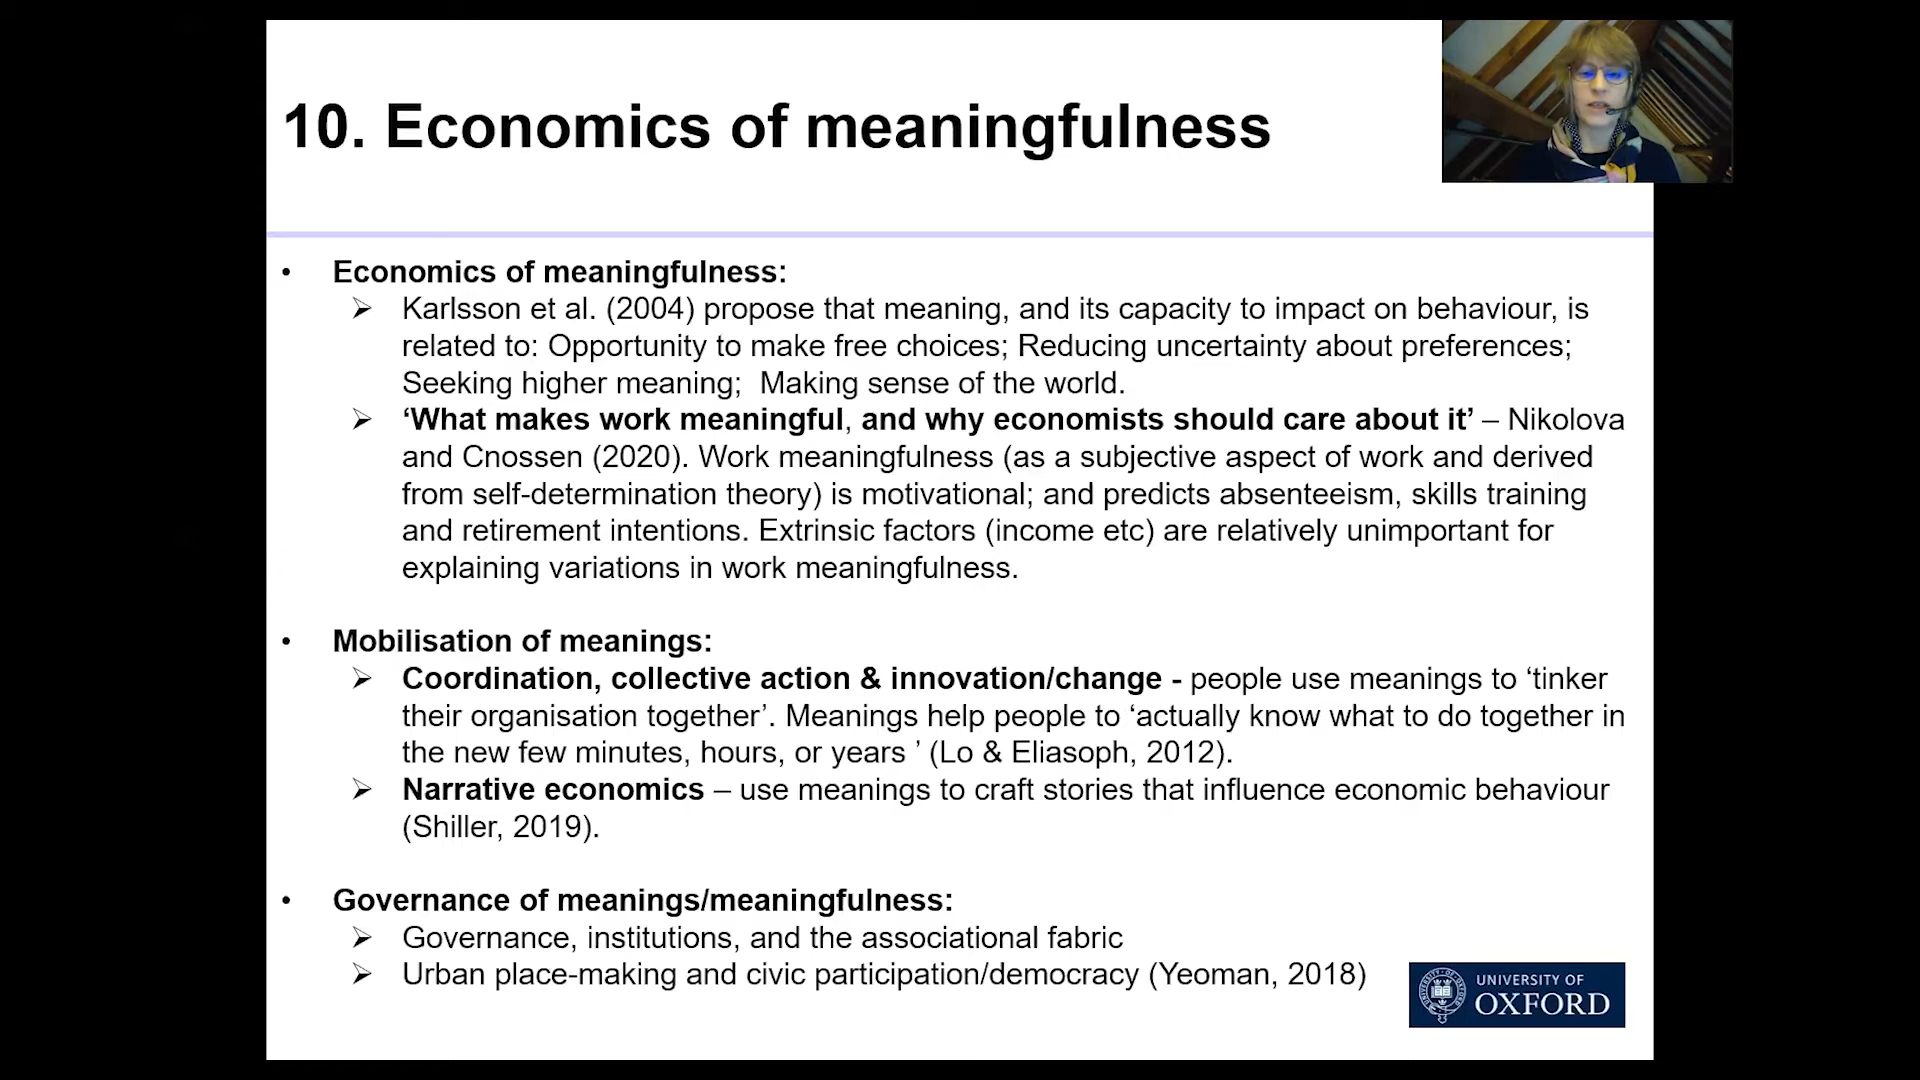 10. Economics of meaningfulness
• Economics of meaningfulness:
➢ Karlsson et al. (2004) propose that meaning, and its capacity to impact on behaviour, is
related to: Opportunity to make free choices; Reducing uncertainty about preferences;
Seeking higher meaning;  Making sense of the world.
➢ ‘What makes work meaningful, and why economists should care about it’ – Nikolova
and Cnossen (2020). Work meaningfulness (as a subjective aspect of work and derived
from self-determination theory) is motivational; and predicts absenteeism, skills training
and retirement intentions. Extrinsic factors (income etc) are relatively unimportant for
explaining variations in work meaningfulness.
• Mobilisation of meanings:
➢ Coordination, collective action & innovation/change - people use meanings to ‘tinker
their organisation together’. Meanings help people to ‘actually know what to do together in
the new few minutes, hours, or years ’ (Lo & Eliasoph, 2012).
➢ Narrative economics – use meanings to craft stories that influence economic behaviour
(Shiller, 2019).
• Governance of meanings/meaningfulness:
➢ Governance, institutions, and the associational fabric
➢ Urban place-making and civic participation/democracy (Yeoman, 2018)
UNIVERSITY OF
OXFORD